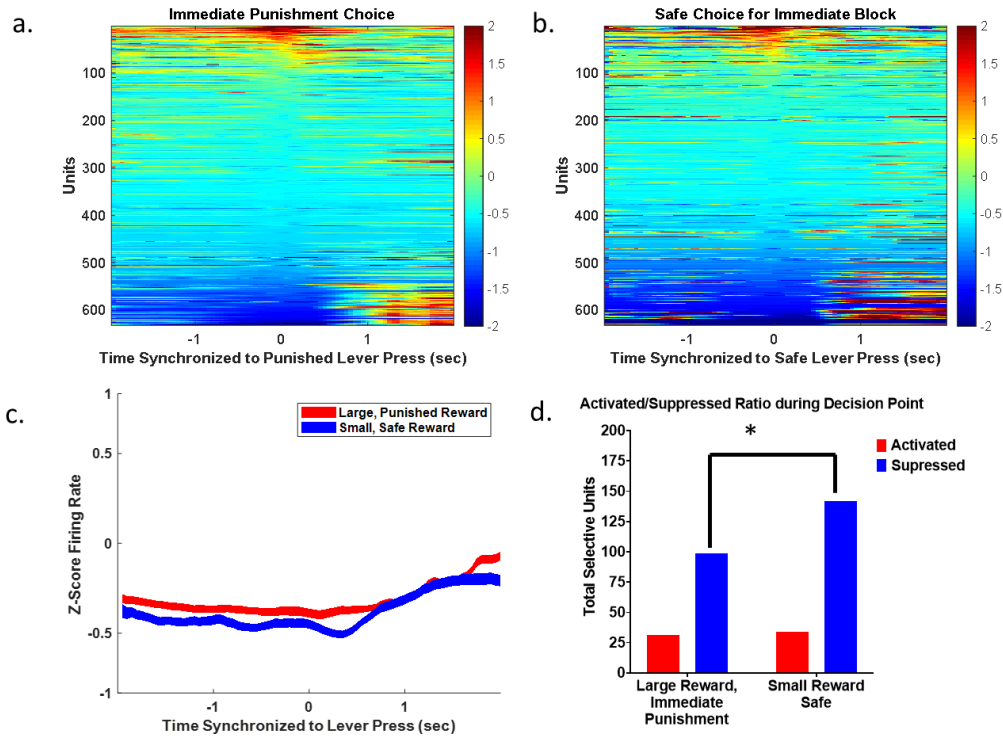 a.
Immediate Punishment Choice
Units
100
200
300
400
500
600
-1
0
1
Time Synchronized to Punished Lever Press (sec)
2
1.5
1
0.5
0
-0.5
-1
-1.5
-2
b.
Safe Choice for Immediate Block
Units
100
200
300
400
500
600
-1
0
1
Time Synchronized to Safe Lever Press (sec)
2
1.5
1
0.5
0
-0.5
-1
-1.5
-2
c.
Z-Score Firing Rate
1
0.5
0
-0.5
-1
Large, Punished Reward
Small, Safe Reward
-1
0
1
Time Synchronized to Lever Press (sec)
d.
Activated/Suppressed Ratio during Decision Point
Total Selective Units
200
175
150
125
100
75
50
25
0
*
Activated
Supressed
Large Reward,
Immediate
Punishment
Small Reward
Safe